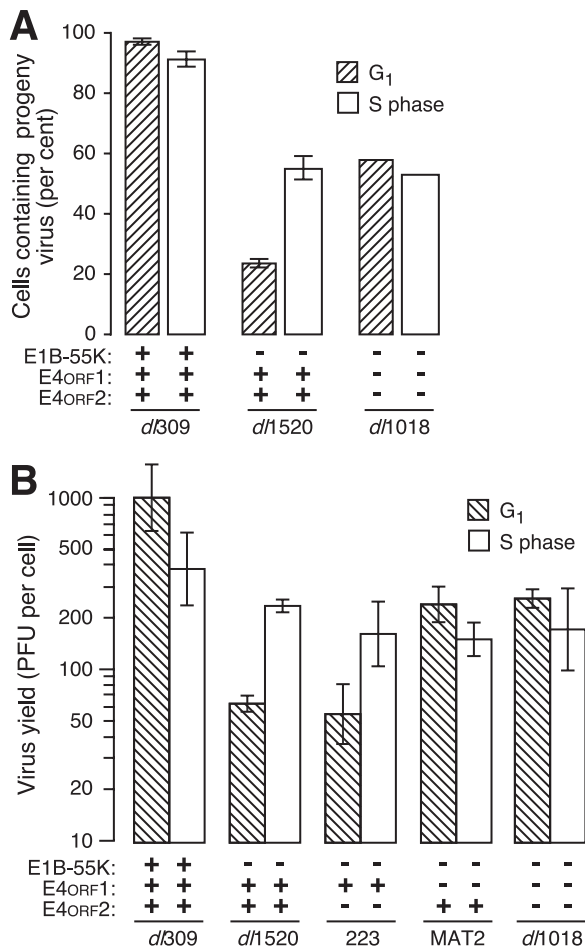 A
Cells containing progeny
virus (per cent)
100
80
60
40
20
0
G1
S phase
E1B-55K: + + - - - -
E4ORF1: + + + + - -
E4ORF2: + + + + - -
dl309 dl1520 dl1018
B
Virus yield (PFU per cell)
1000
500
200
100
50
20
10
G1
S phase
E1B-55K: + + - - - - - - - -
E4ORF1: + + + + + + - - - -
E4ORF2: + + + + - - + + - -
dl309 dl1520 223 MAT2 dl1018